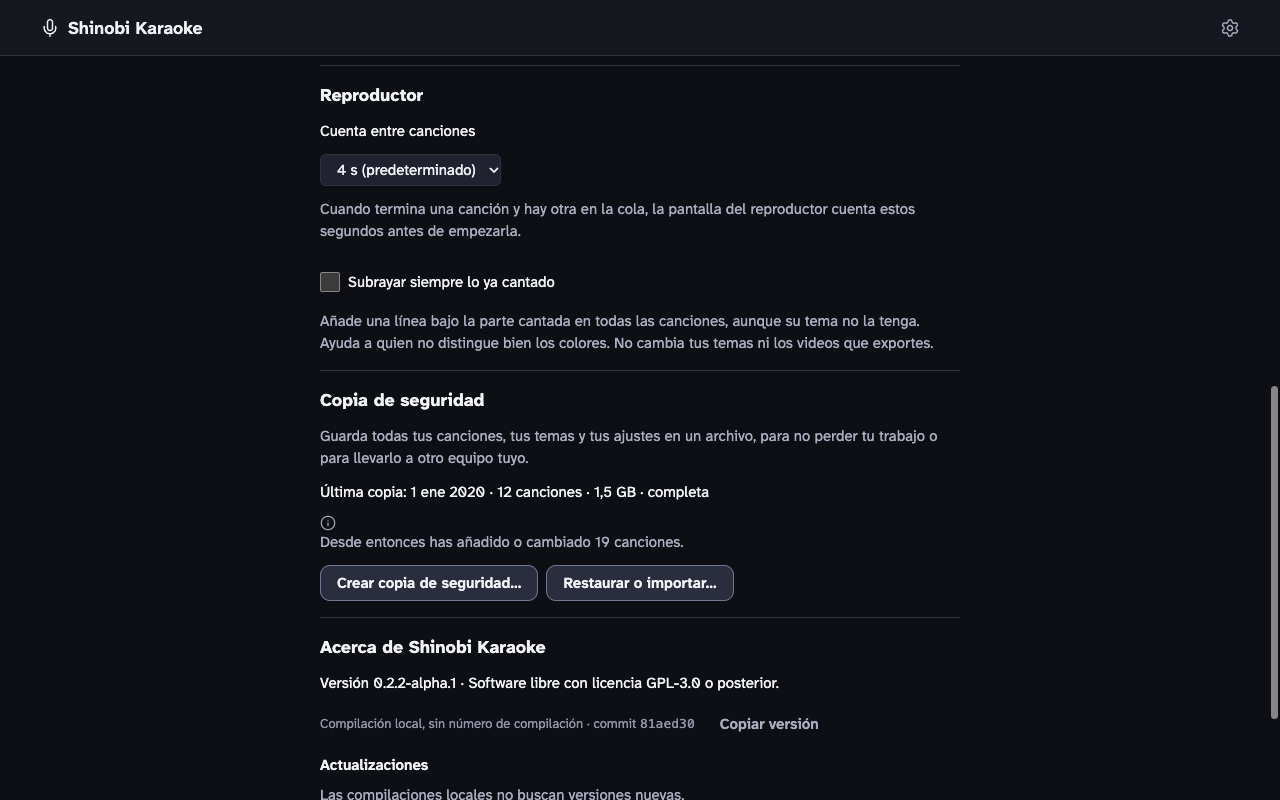 Shinobi Karaoke
Reproductor
Cuenta entre canciones
4 s (predeterminado)
Cuando termina una canción y hay otra en la cola, la pantalla del reproductor cuenta estos
segundos antes de empezarla.
Subrayar siempre lo ya cantado
Añade una línea bajo la parte cantada en todas las canciones, aunque su tema no la tenga.
Ayuda a quien no distingue bien los colores. No cambia tus temas ni los videos que exportes.
Copia de seguridad
Guarda todas tus canciones, tus temas y tus ajustes en un archivo, para no perder tu trabajo o
para llevarlo a otro equipo tuyo.
Última copia: 1 ene 2020 · 12 canciones · 1,5 GB · completa
Desde entonces has añadido o cambiado 19 canciones.
Crear copia de seguridad... Restaurar o importar...
Acerca de Shinobi Karaoke
Versión 0.2.2-alpha.1 · Software libre con licencia GPL-3.0 o posterior.
Compilación local, sin número de compilación · commit 81aed30 Copiar versión
Actualizaciones
Las compilaciones locales no buscan versiones nuevas.